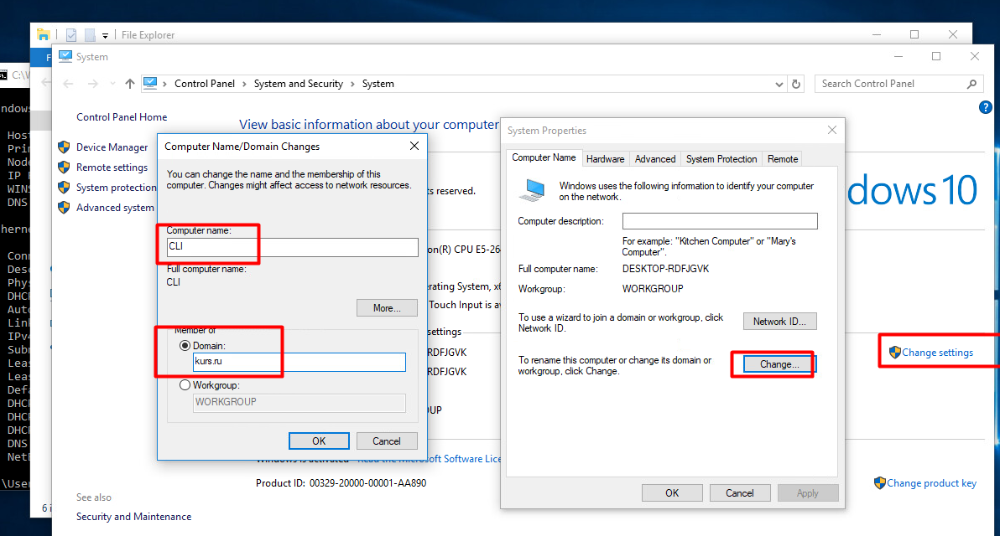 File Explorer
System
C:\W
Control Panel
System and Security
System
Search Control Panel
ndows
Hos
Pri
Node
IP
WINS
DNS
herne
Conn
Desc
Phys
DHCP
Auto
Link
IPv4
Subn
Leas
Leas
Defa
DHCP
DHCP
DHCP
DNS
Net
\User
Control Panel Home
Device Manager
Remote settings
System protection
Advanced system
View basic information about your computer
ts reserved.
on(R) CPU E5-26
erating System, x6
Touch Input is av
settings
RDFJGVK
RDFJGVK
UP
dows 10
Change settings
Windows is activated
Read the Microsoft Software Lice
Product ID: 00329-20000-00001-AA890
Change product key
See also
Security and Maintenance
6 i
Computer Name/Domain Changes
You can change the name and the membership of this
computer. Changes might affect access to network resources.
Computer name:
CLI
Full computer name:
CLI
More...
Member of
Domain:
kurs.ru
Workgroup:
WORKGROUP
OK
Cancel
System Properties
Computer Name
Hardware
Advanced
System Protection
Remote
Windows uses the following information to identify your computer
on the network.
Computer description:
For example: "Kitchen Computer" or "Mary's
Computer".
Full computer name:
DESKTOP-RDFJGVK
Workgroup:
WORKGROUP
To use a wizard to join a domain or workgroup, click
Network ID.
Network ID...
To rename this computer or change its domain or
workgroup, click Change.
Change...
OK
Cancel
Apply